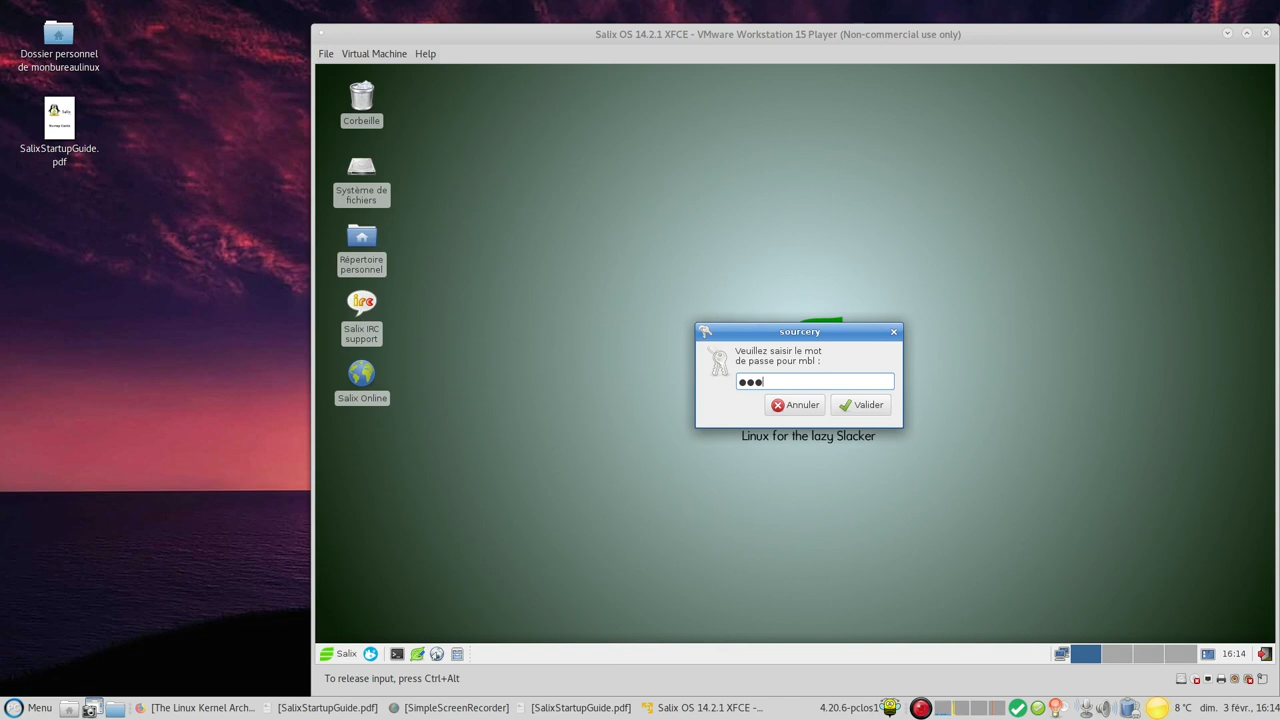 Dossier personnel
de monbureaulinux
SalixStartupGuide.
pdf
Salix OS 14.2.1 XFCE - VMware Workstation 15 Player (Non-commercial use only)
File Virtual Machine Help
Corbeille
Système de
fichiers
Répertoire
personnel
irc
Salix IRC
support
Salix Online
sourcery
Veuillez saisir le mot
de passe pour mbl :
Annuler Valider
Linux for the lazy Slacker
Salix 16:14
To release input, press Ctrl+Alt
Menu [The Linux Kernel Arch... [SalixStartupGuide.pdf] [SimpleScreenRecorder] [SalixStartupGuide.pdf] Salix OS 14.2.1 XFCE -... 4.20.6-pclos1 8 °C dim. 3 févr., 16:14